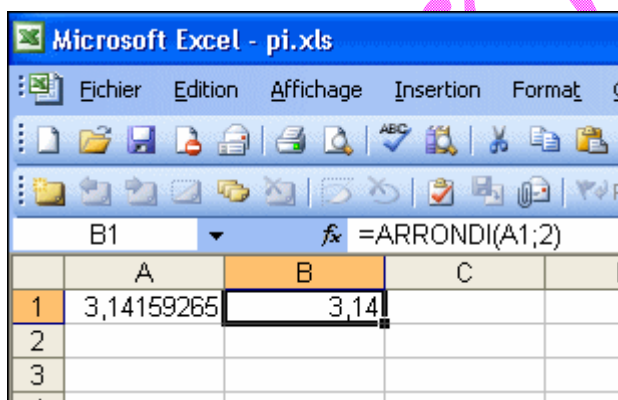 Microsoft Excel - pi.xls
Fichier Edition Affichage Insertion Format
ABC
B1 fx =ARRONDI(A1;2)
A B C
1 3,14159265 3,14
2
3